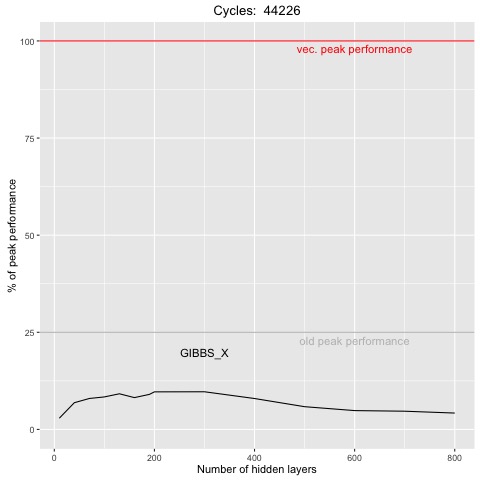 Cycles:  44226
100
vec. peak performance
75
% of peak performance
50
25
old peak performance
GIBBS_X
0
0 200 400 600 800
Number of hidden layers